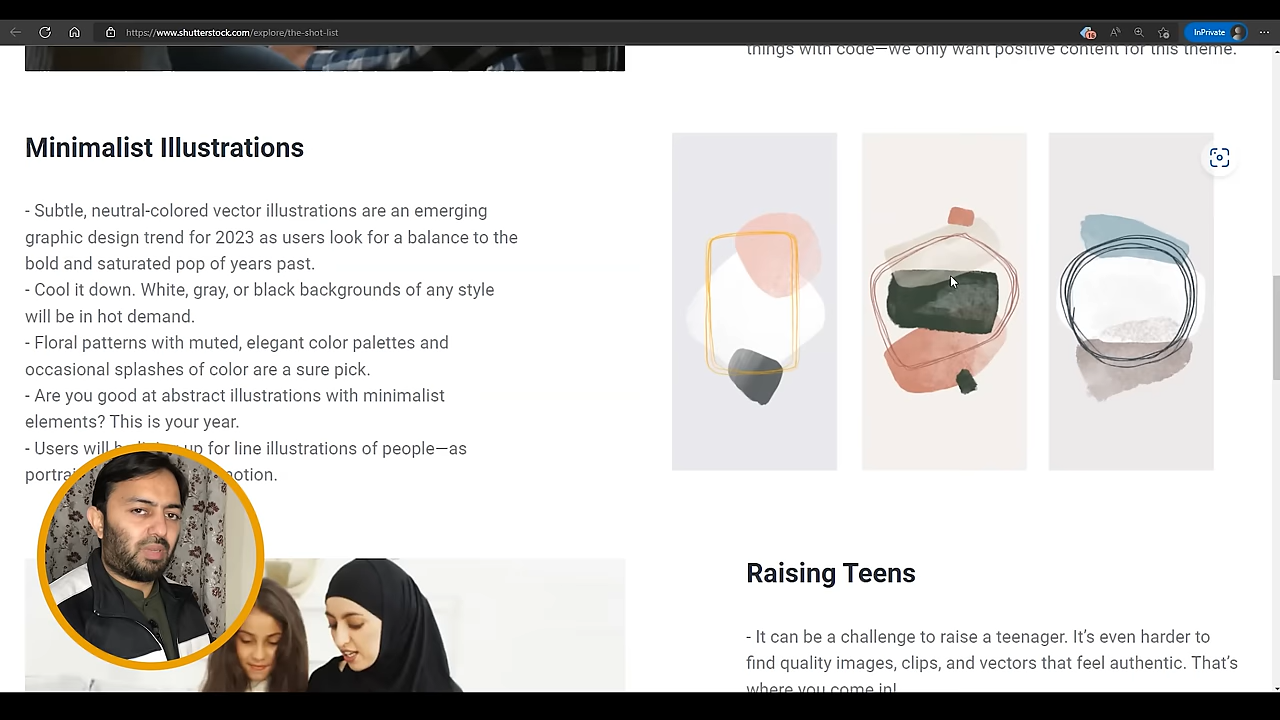 https://www.shutterstock.com/explore/the-shot-list
15
InPrivate
things with code—we only want positive content for this theme.
Minimalist Illustrations
- Subtle, neutral-colored vector illustrations are an emerging
graphic design trend for 2023 as users look for a balance to the
bold and saturated pop of years past.
- Cool it down. White, gray, or black backgrounds of any style
will be in hot demand.
- Floral patterns with muted, elegant color palettes and
occasional splashes of color are a sure pick.
- Are you good at abstract illustrations with minimalist
elements? This is your year.
- Users will up for line illustrations of people—as
Raising Teens
- It can be a challenge to raise a teenager. It's even harder to
find quality images, clips, and vectors that feel authentic. That's
where you come in!